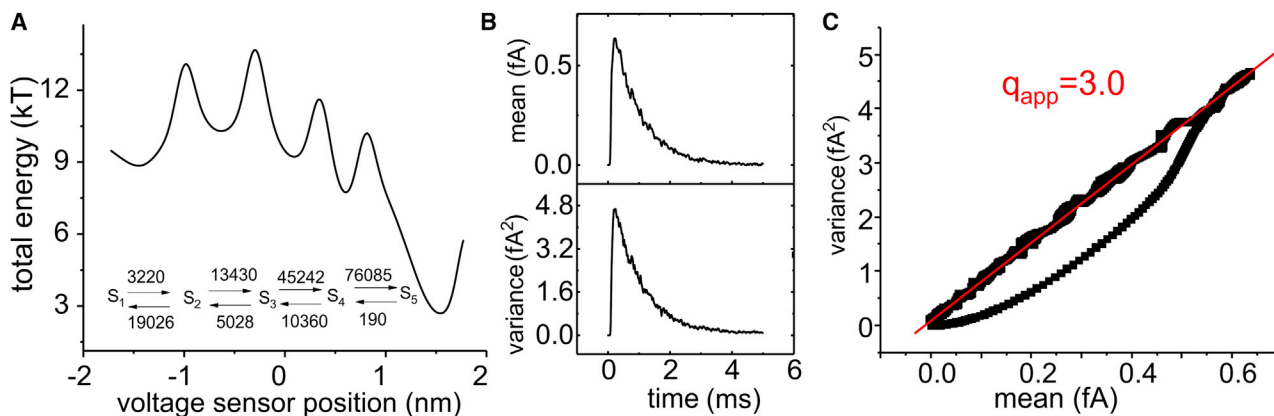 A
total energy (kT)
12
9
6
3
3220 13430 45242 76085
S1 S2 S3 S4 S5
19026 5028 10360 190
-2 -1 0 1 2
voltage sensor position (nm)
B
mean (fA)
0.5
0.0
variance (fA²)
4.8
3.2
1.6
0.0
0 2 4 6
time (ms)
C
variance (fA²)
5
4
3
2
1
0
qapp=3.0
0.0 0.2 0.4 0.6
mean (fA)